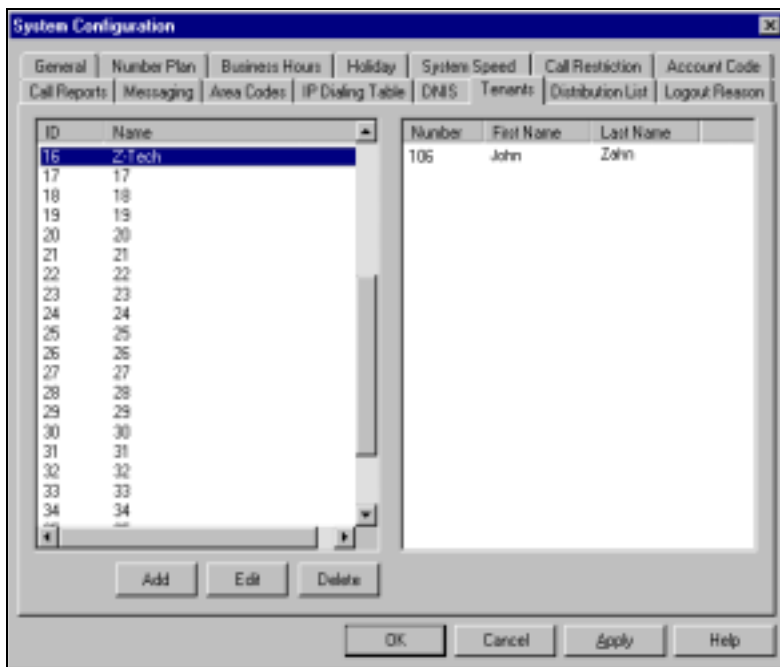 System Configuration
General Number Plan Business Hours Holiday System Speed Call Restriction Account Code
Call Reports Messaging Area Codes IP Dialing Table DNIS Tenants Distribution List Logout Reason
ID Name
16 Z-Tech
17 17
18 18
19 19
20 20
21 21
22 22
23 23
24 24
25 25
26 26
27 27
28 28
29 29
30 30
31 31
32 32
33 33
34 34
Number First Name Last Name
106 John Zahn
Add Edit Delete
OK Cancel Apply Help